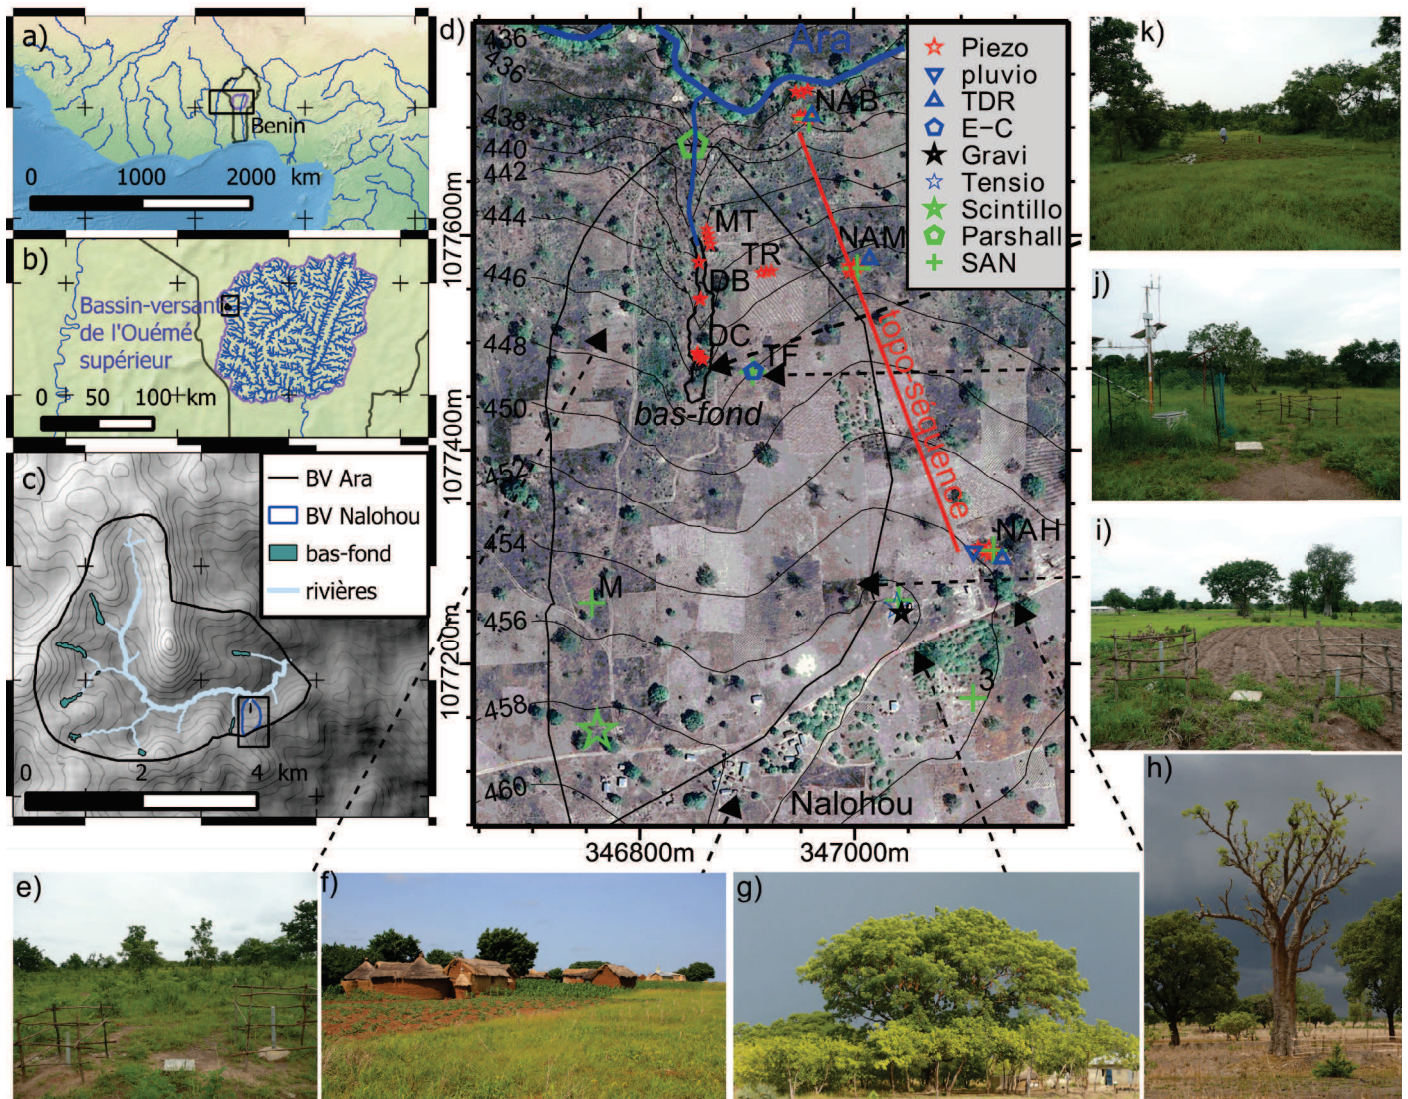 a)
Benin
0 1000 2000 km
b)
Bassin-versant
de l'Ouémé
supérieur
0 50 100 km
c)
BV Ara
BV Nalohou
bas-fond
rivières
0 2 4 km
d)
436
436
438
440
442
444
446
448
450
452
454
456
458
460
Ara
Piezo
pluvio
TDR
E-C
Gravi
Tensio
Scintillo
Parshall
SAN
NAB
MT
TR
NAM
DB
DC
TF
bas-fond
topo-séquence
NAH
M
3
Nalohou
1077600m
1077400m
1077200m
346800m
347000m
k)
j)
i)
h)
e)
f)
g)